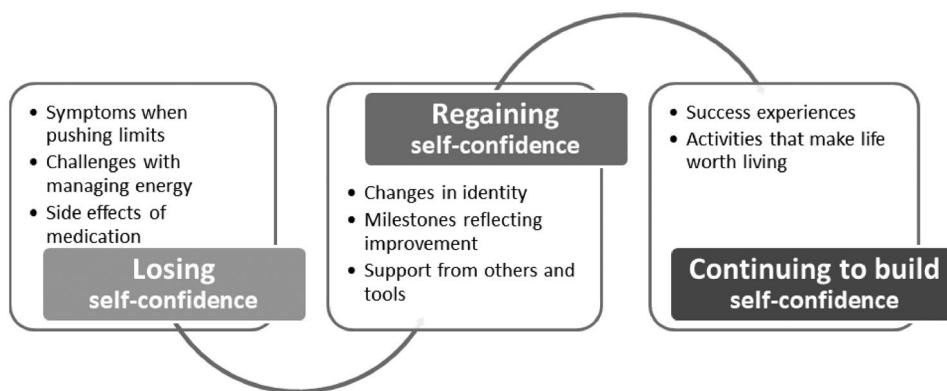 • Symptoms when
pushing limits
• Challenges with
managing energy
• Side effects of
medication
Losing
self-confidence
Regaining
self-confidence
• Changes in identity
• Milestones reflecting
improvement
• Support from others and
tools
• Success experiences
• Activities that make life
worth living
Continuing to build
self-confidence